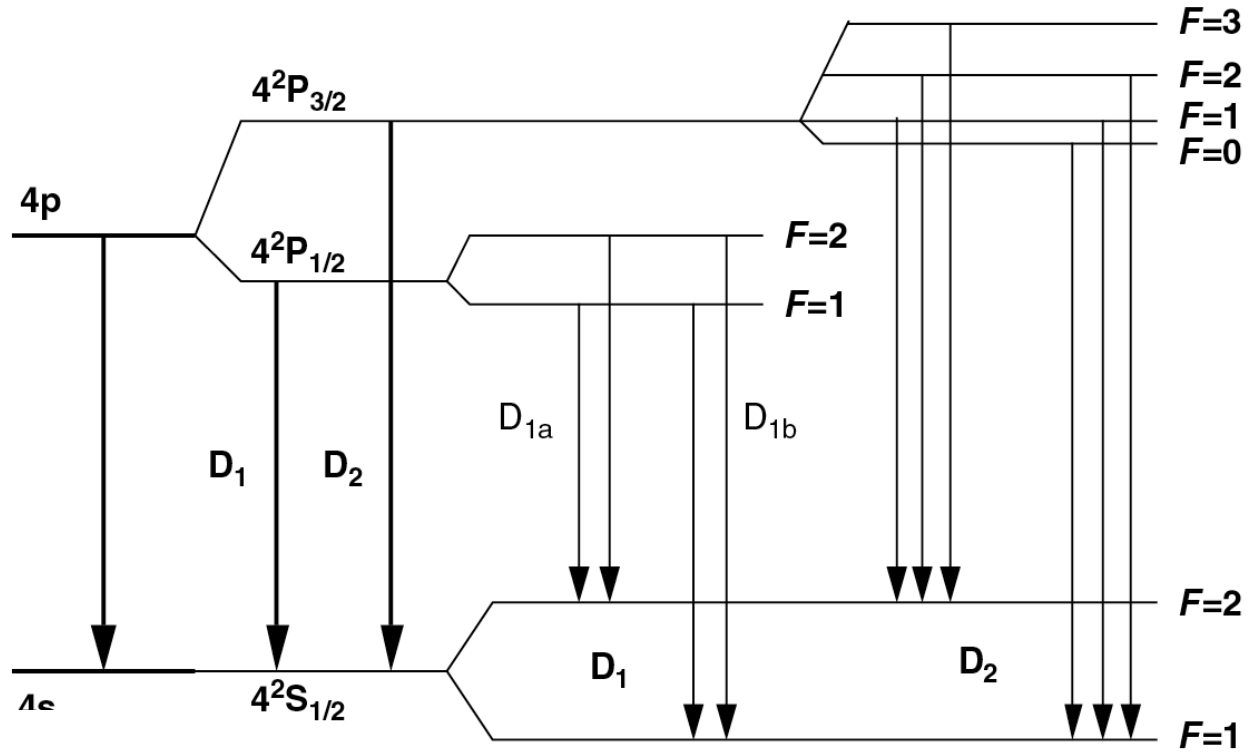 F=3
F=2
4²P₃/₂
F=1
F=0
4p
4²P₁/₂
F=2
F=1
D₁ₐ
D₁b
D₁
D₂
F=2
D₁
D₂
4s
4²S₁/₂
F=1